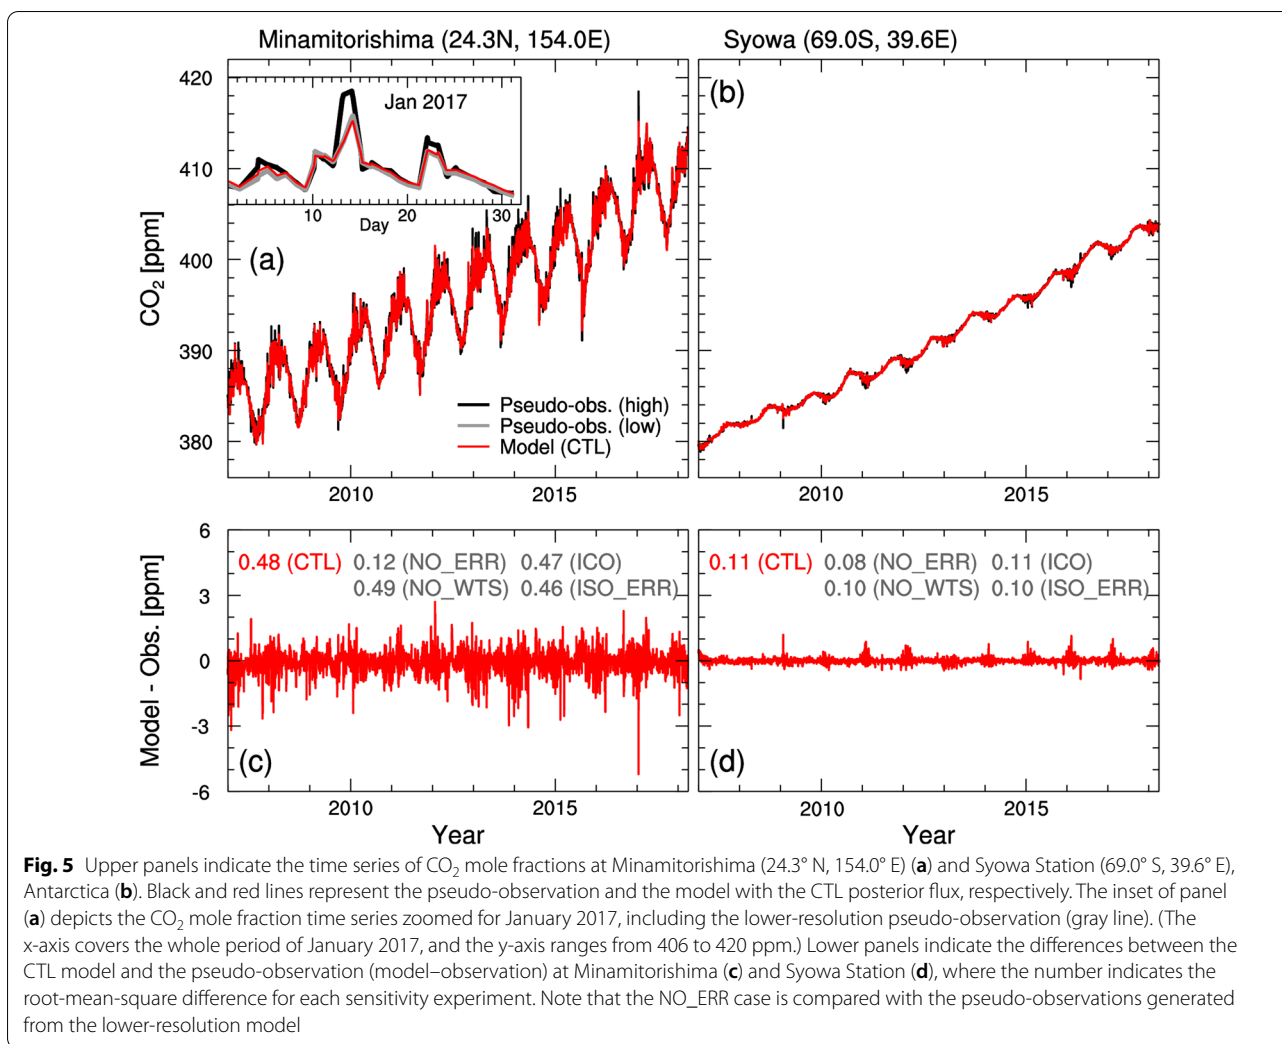 Minamitorishima (24.3N, 154.0E)
Syowa (69.0S, 39.6E)
CO2 [ppm]
420
410
400
390
380
Jan 2017
10
20
30
Day
(a)
(b)
Pseudo-obs. (high)
Pseudo-obs. (low)
Model (CTL)
2010
2015
2010
2015
Model - Obs. [ppm]
6
3
0
-3
-6
0.48 (CTL) 0.12 (NO_ERR) 0.47 (ICO)
0.49 (NO_WTS) 0.46 (ISO_ERR)
(c)
0.11 (CTL) 0.08 (NO_ERR) 0.11 (ICO)
0.10 (NO_WTS) 0.10 (ISO_ERR)
(d)
2010
2015
2010
2015
Year
Year
Fig. 5 Upper panels indicate the time series of CO2 mole fractions at Minamitorishima (24.3° N, 154.0° E) (a) and Syowa Station (69.0° S, 39.6° E),
Antarctica (b). Black and red lines represent the pseudo-observation and the model with the CTL posterior flux, respectively. The inset of panel
(a) depicts the CO2 mole fraction time series zoomed for January 2017, including the lower-resolution pseudo-observation (gray line). (The
x-axis covers the whole period of January 2017, and the y-axis ranges from 406 to 420 ppm.) Lower panels indicate the differences between the
CTL model and the pseudo-observation (model–observation) at Minamitorishima (c) and Syowa Station (d), where the number indicates the
root-mean-square difference for each sensitivity experiment. Note that the NO_ERR case is compared with the pseudo-observations generated
from the lower-resolution model